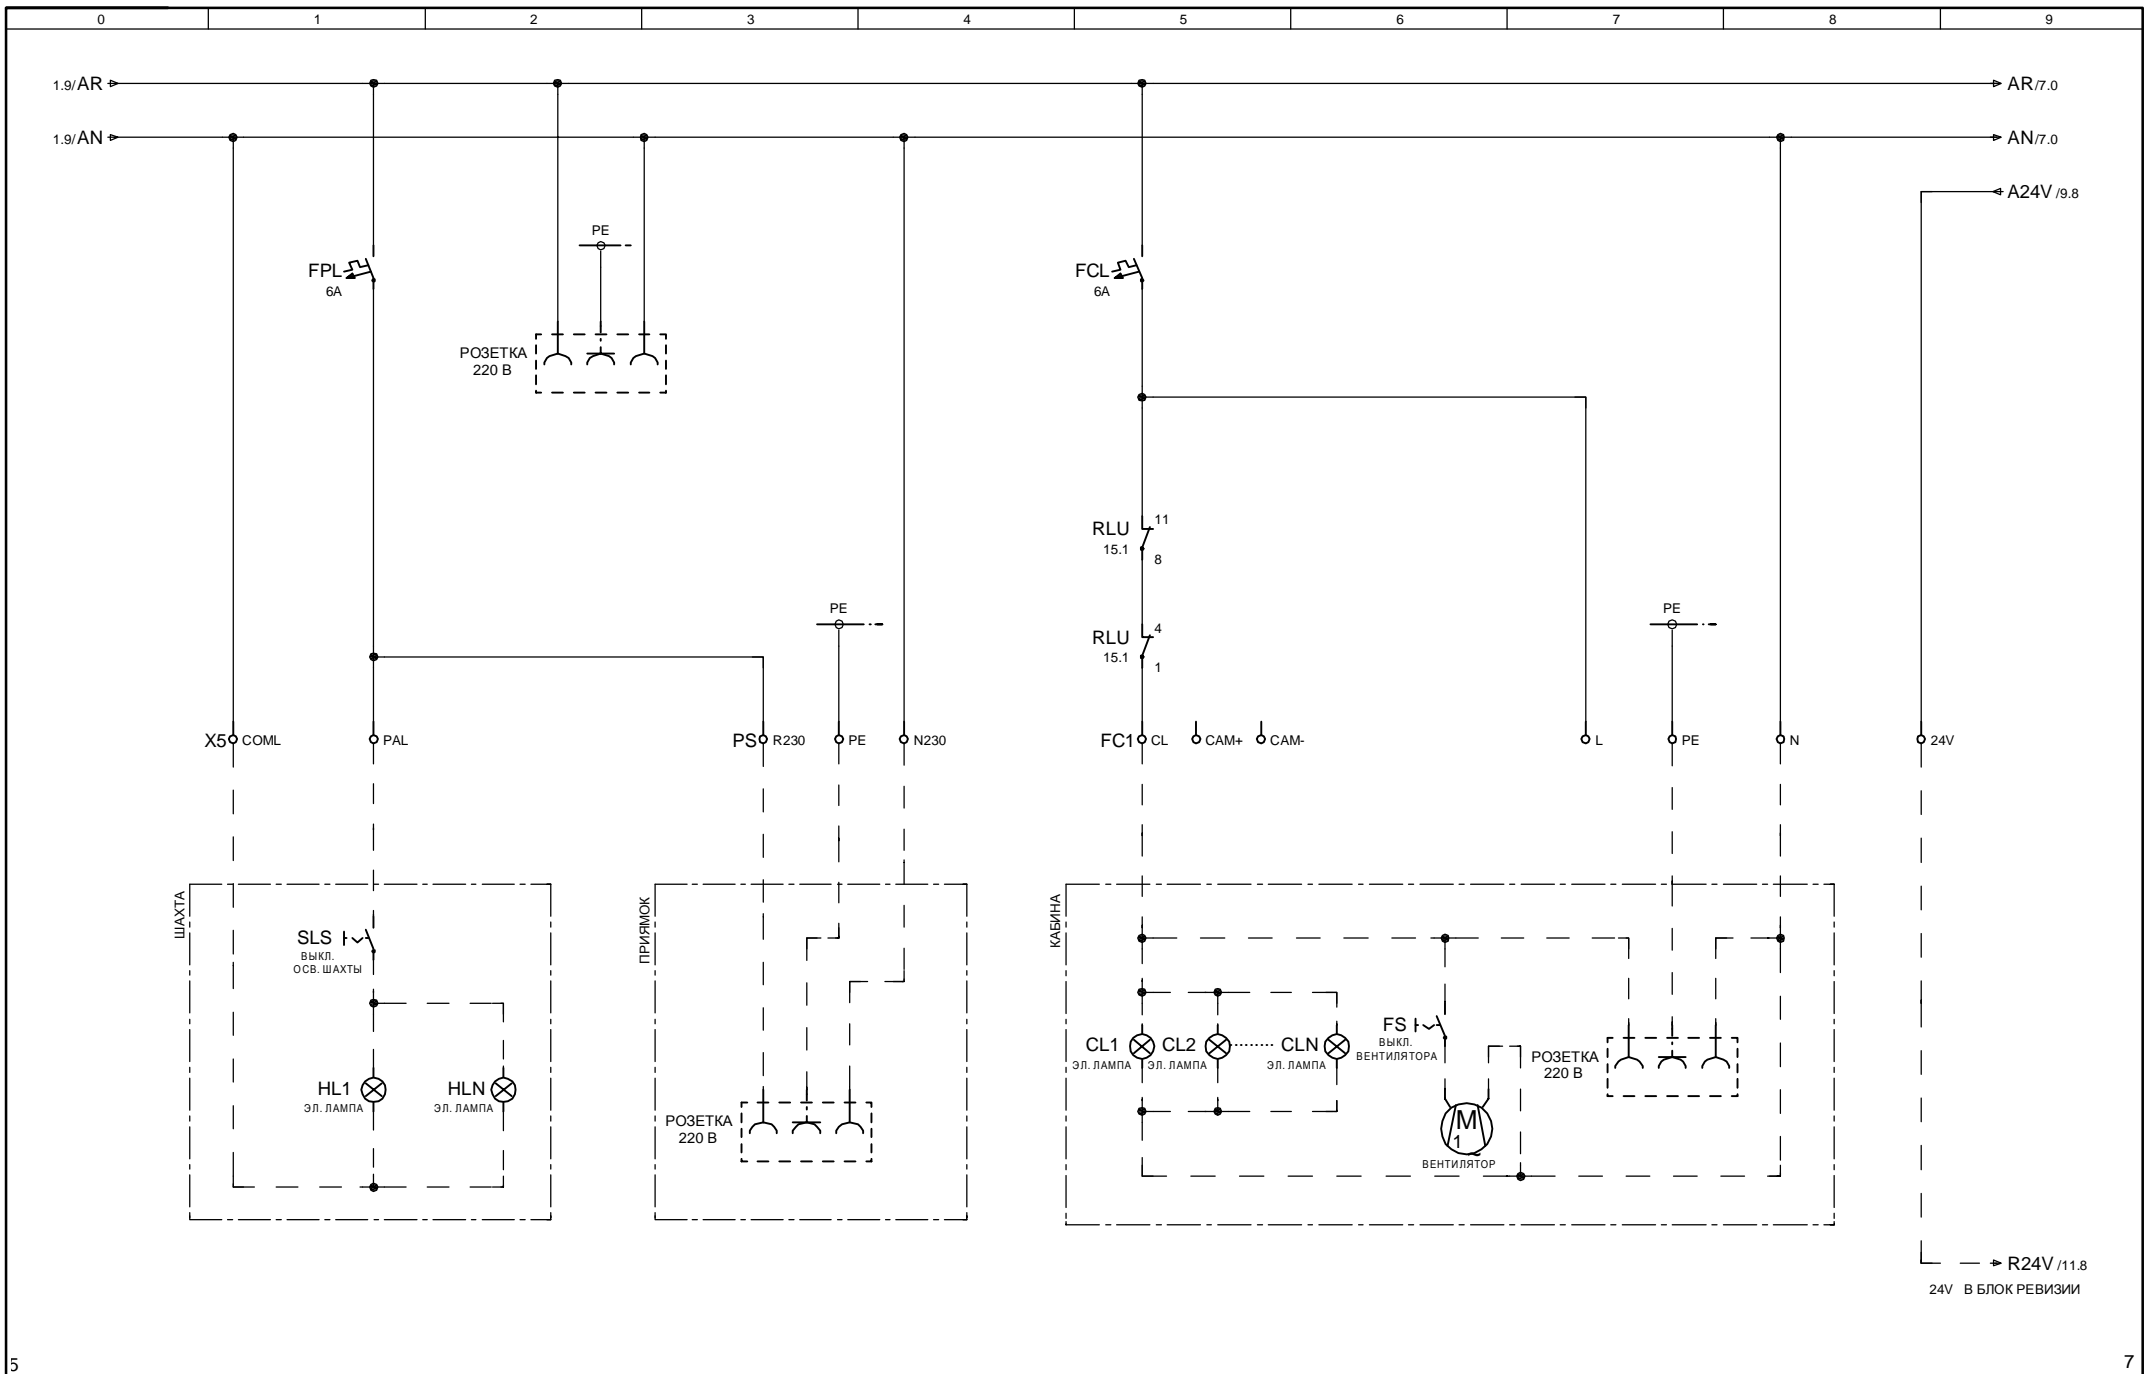 0 1 2 3 4 5 6 7 8 9
1.9/AR AR/7.0
1.9/AN AN/7.0
A24V /9.8
PE
FPL
6A
FCL
6A
РОЗЕТКА
220 В
RLU 11
15.1 8
PE
PE
RLU 4
15.1 1
X5 COML PAL PS R230 PE N230 FC1 CL CAM+ CAM- L PE N 24V
ШАХТА
SLS
ВЫКЛ.
ОСВ. ШАХТЫ
HL1
ЭЛ. ЛАМПА
HLN
ЭЛ. ЛАМПА
ПРИЯМОК
РОЗЕТКА
220 В
КАБИНА
CL1
ЭЛ. ЛАМПА
CL2
ЭЛ. ЛАМПА
CLN
ЭЛ. ЛАМПА
FS
ВЫКЛ.
ВЕНТИЛЯТОРА
M
1
~
ВЕНТИЛЯТОР
РОЗЕТКА
220 В
R24V /11.8
24V В БЛОК РЕВИЗИИ
5 7